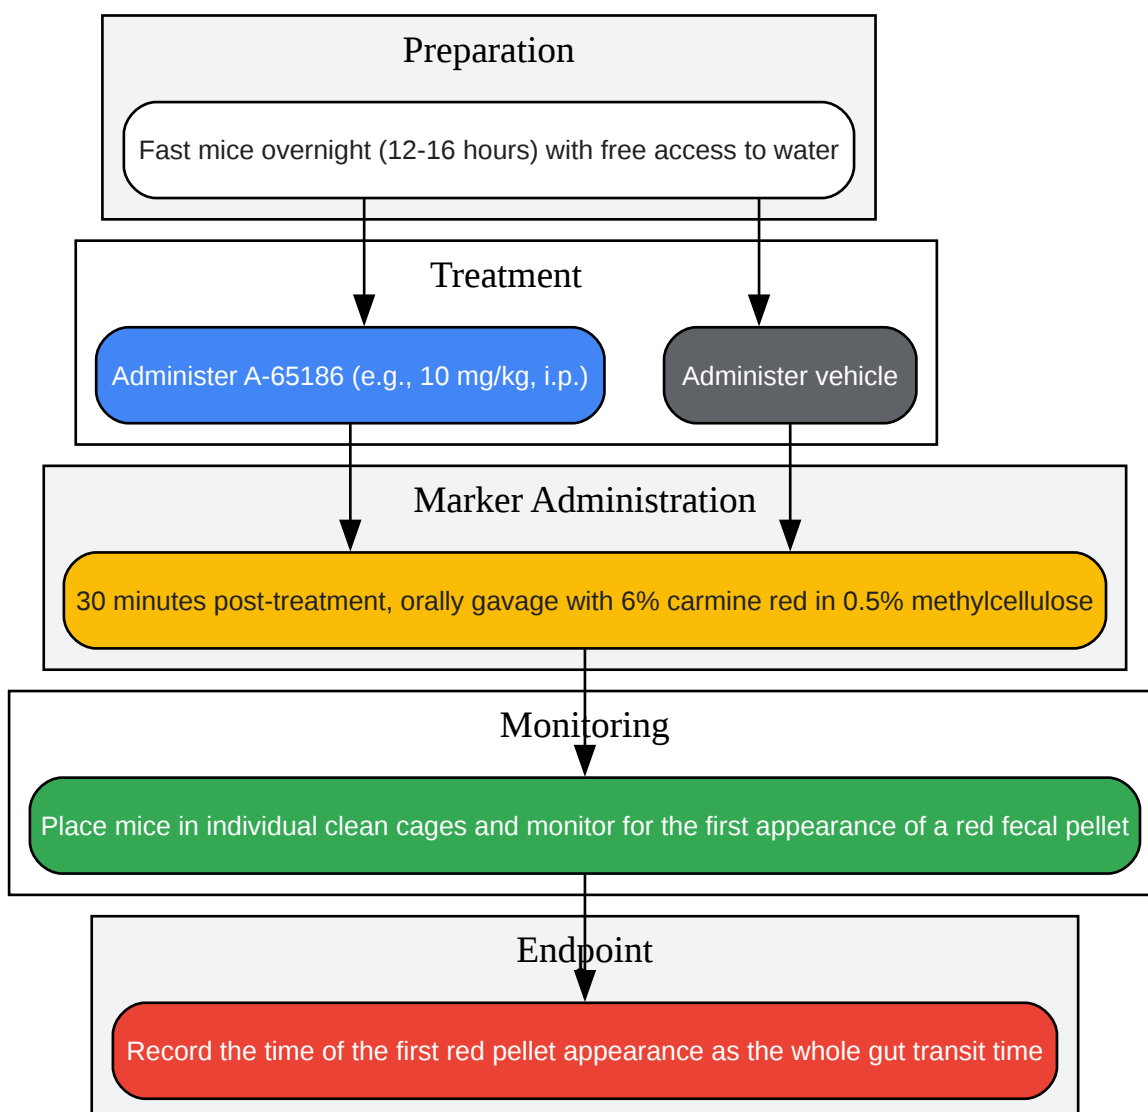 Preparation
Fast mice overnight (12-16 hours) with free access to water
Treatment
Administer A-65186 (e.g., 10 mg/kg, i.p.)
Administer vehicle
Marker Administration
30 minutes post-treatment, orally gavage with 6% carmine red in 0.5% methylcellulose
Monitoring
Place mice in individual clean cages and monitor for the first appearance of a red fecal pellet
Endpoint
Record the time of the first red pellet appearance as the whole gut transit time